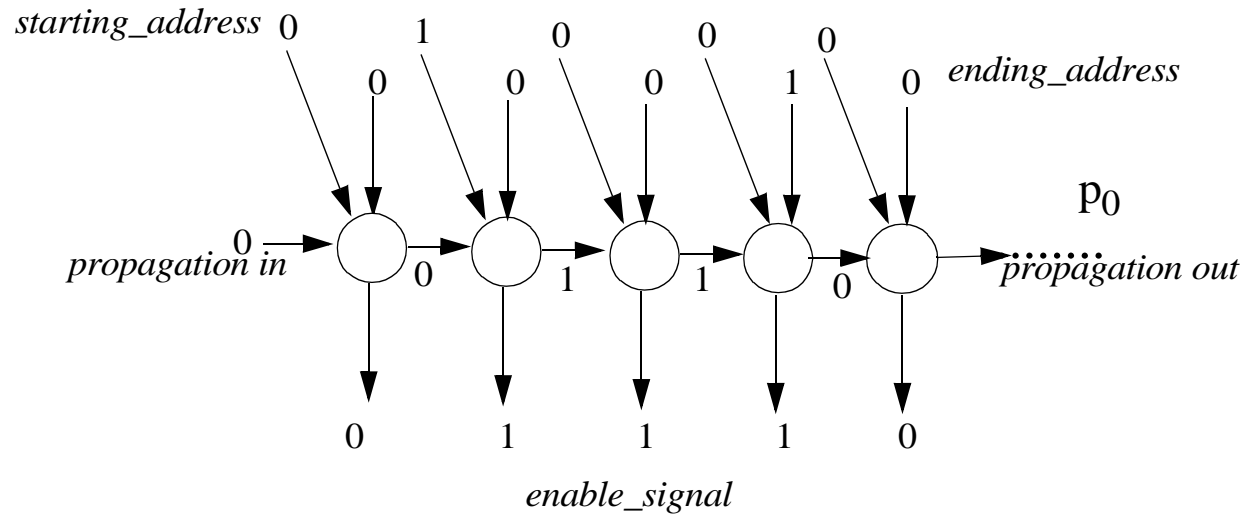 starting_address 0 1 0 0 0
0 0 0 1 0 ending_address
p0
0
propagation in 0 1 1 0 propagation out
0 1 1 1 0
enable_signal